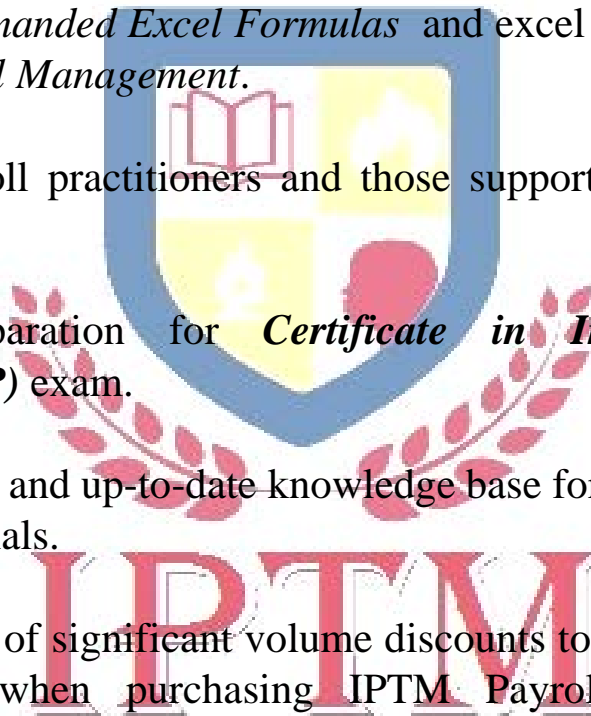 manded Excel Formulas and excel
l Management.
oll practitioners and those support
paration for Certificate in I
P) exam.
and up-to-date knowledge base for
als.
of significant volume discounts to
when purchasing IPTM Payrol
IPTM